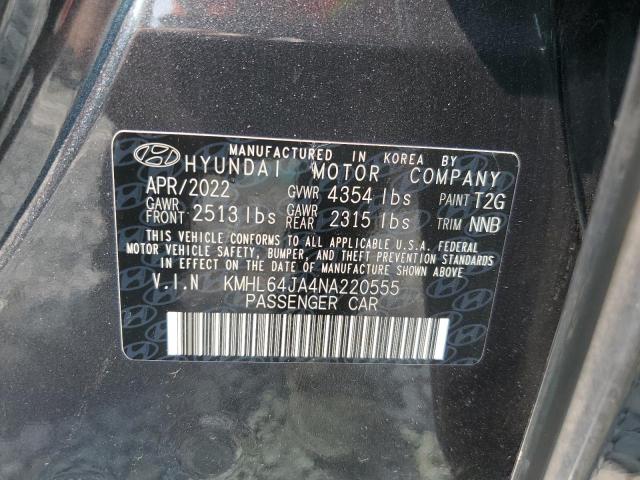 MANUFACTURED IN KOREA BY
HYUNDAI MOTOR COMPANY
APR/2022 GVWR 4354 lbs PAINT T2G
GAWR FRONT 2513 lbs GAWR REAR 2315 lbs TRIM NNB
THIS VEHICLE CONFORMS TO ALL APPLICABLE U.S.A. FEDERAL
MOTOR VEHICLE SAFETY, BUMPER, AND THEFT PREVENTION STANDARDS
IN EFFECT ON THE DATE OF MANUFACTURE SHOWN ABOVE.
V.I.N KMHL64JA4NA220555
PASSENGER CAR